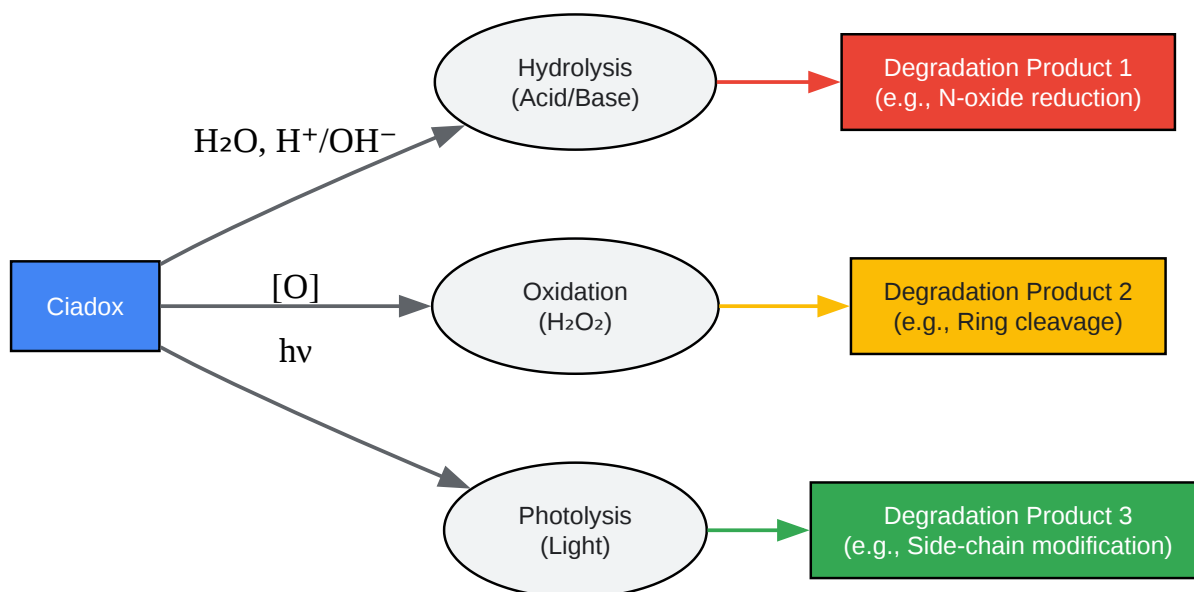 Hydrolysis
(Acid/Base)
Degradation Product 1
(e.g., N-oxide reduction)
H₂O, H⁺/OH⁻
Ciadox
[O]
Oxidation
(H₂O₂)
Degradation Product 2
(e.g., Ring cleavage)
hν
Photolysis
(Light)
Degradation Product 3
(e.g., Side-chain modification)